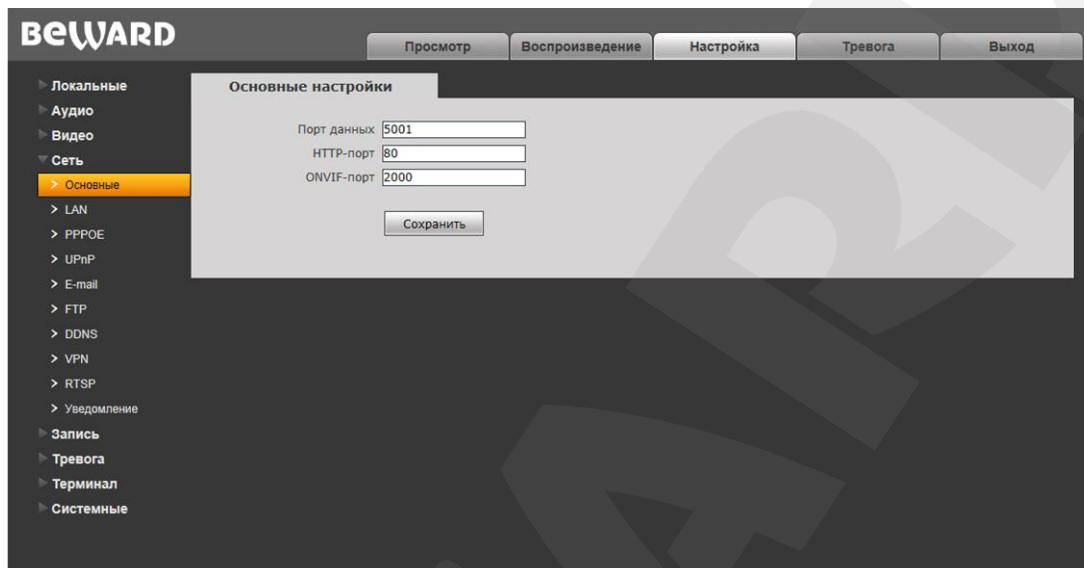 BEWARD
Просмотр
Воспроизведение
Настройка
Тревога
Выход
Локальные
Аудио
Видео
Сеть
> Основные
> LAN
> PPPOE
> UPnP
> E-mail
> FTP
> DDNS
> VPN
> RTSP
> Уведомление
Запись
Тревога
Терминал
Системные
Основные настройки
Порт данных 5001
HTTP-порт 80
ONVIF-порт 2000
Сохранить